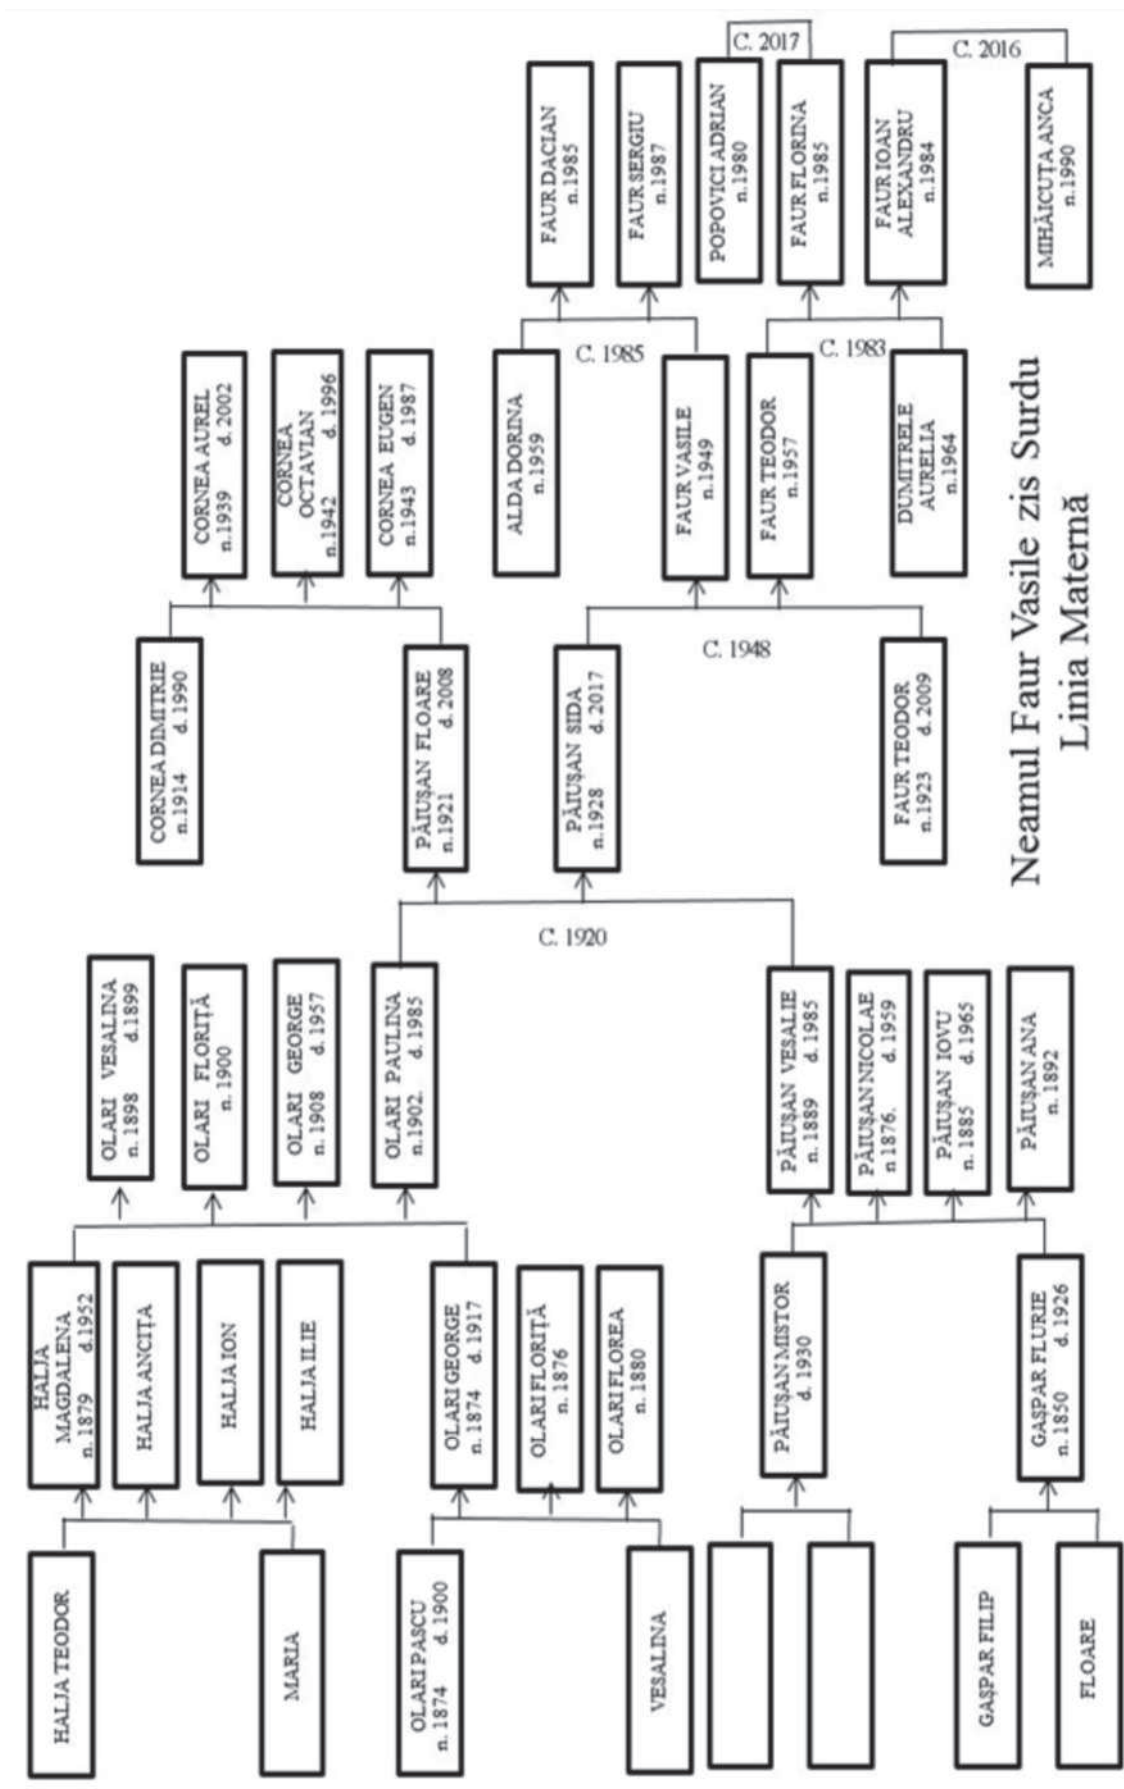 HALJA TEODOR
MARIA
OLARI PASCU
n. 1874 d. 1900
VESALINA
GAȘPAR FILIP
FLOARE
HALJA
MAGDALENA
n. 1879 d.1952
HALJA ANCIȚA
HALJA ION
HALJA ILIE
OLARI GEORGE
n. 1874 d. 1917
OLARI FLORIȚĂ
n. 1876
OLARI FLOREA
n. 1880
PĂIUȘAN MISTOR
d. 1930
GAȘPAR FLURIE
n. 1850 d. 1926
OLARI VESALINA
n. 1898 d.1899
OLARI FLORIȚĂ
n. 1900
OLARI GEORGE
n. 1908 d. 1957
OLARI PAULINA
n.1902. d. 1985
C. 1920
PĂIUȘAN VESALIE
n. 1889 d. 1985
PĂIUȘAN NICOLAE
n 1876. d. 1959
PĂIUȘAN IOVU
n. 1885 d. 1965
PĂIUȘAN ANA
n. 1892
CORNEA DIMITRIE
n.1914 d. 1990
PĂIUȘAN FLOARE
n.1921 d. 2008
PĂIUȘAN SIDA
n.1928 d. 2017
C. 1948
FAUR TEODOR
n.1923 d. 2009
CORNEA AUREL
n.1939 d. 2002
CORNEA
OCTAVIAN
n.1942 d. 1996
CORNEA EUGEN
n.1943 d. 1987
ALDA DORINA
n.1959
C. 1985
FAUR VASILE
n.1949
FAUR TEODOR
n.1957
C. 1983
DUMITRELE
AURELIA
n.1964
FAUR DACIAN
n.1985
FAUR SERGIU
n.1987
POPOVICI ADRIAN
n.1980
C. 2017
FAUR FLORINA
n.1985
FAUR IOAN
ALEXANDRU
n.1984
C. 2016
MIHĂICUȚA ANCA
n.1990
Neamul Faur Vasile zis Surdu
Linia Maternă